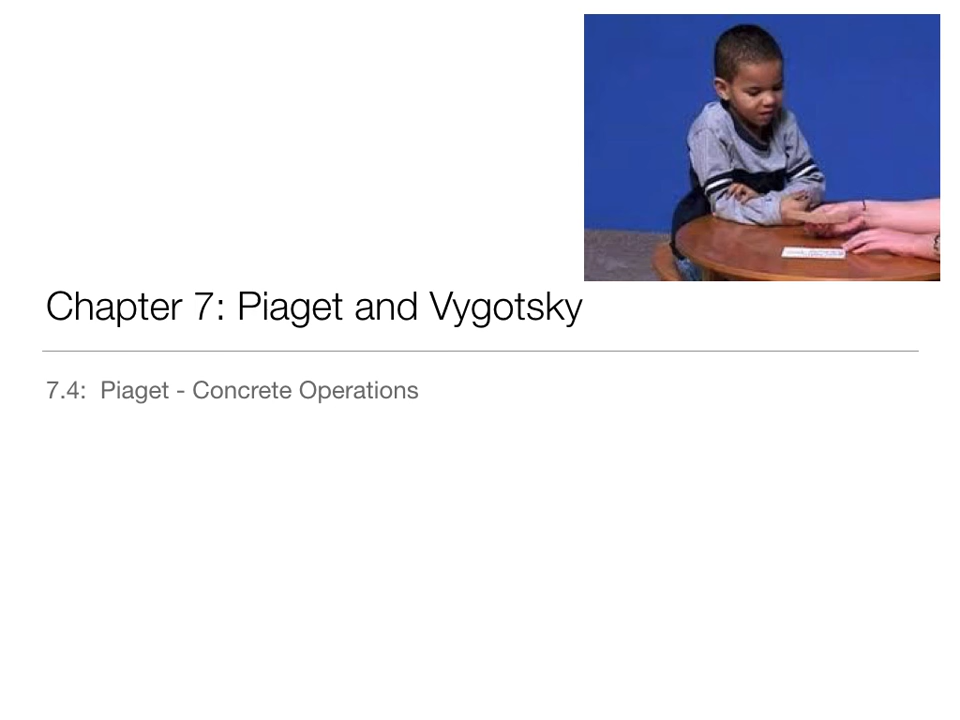 Chapter 7: Piaget and Vygotsky
7.4: Piaget - Concrete Operations